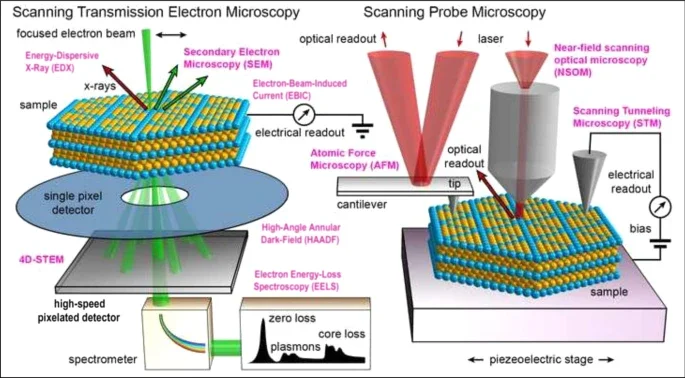 Scanning Transmission Electron Microscopy
focused electron beam
Energy-Dispersive
X-Ray (EDX)
Secondary Electron
Microscopy (SEM)
x-rays
sample
Electron-Beam-Induced
Current (EBIC)
electrical readout
single pixel
detector
High-Angle Annular
Dark-Field (HAADF)
4D-STEM
high-speed
pixelated detector
Electron Energy-Loss
Spectroscopy (EELS)
spectrometer
zero loss
plasmons
core loss
Scanning Probe Microscopy
optical readout
laser
Near-field scanning
optical microscopy
(NSOM)
Scanning Tunneling
Microscopy (STM)
Atomic Force
Microscopy (AFM)
optical
readout
tip
cantilever
electrical
readout
bias
sample
piezoelectric stage